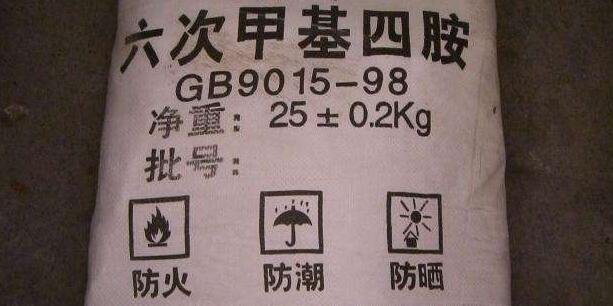 六次甲基四胺
GB9015-98
净重: 25±0.2Kg
批号:
防火 防潮 防晒